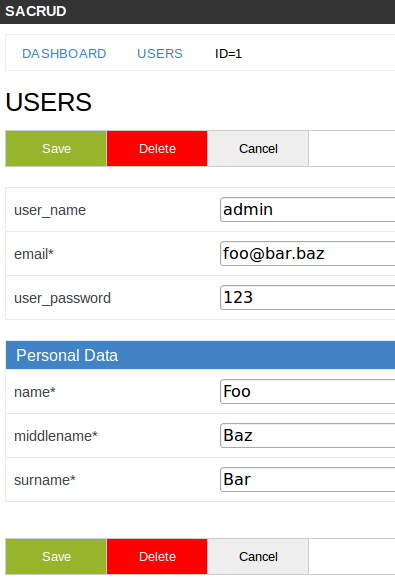 SACRUD
DASHBOARD USERS ID=1
USERS
Save Delete Cancel
user_name admin
email* foo@bar.baz
user_password 123
Personal Data
name* Foo
middlename* Baz
surname* Bar
Save Delete Cancel